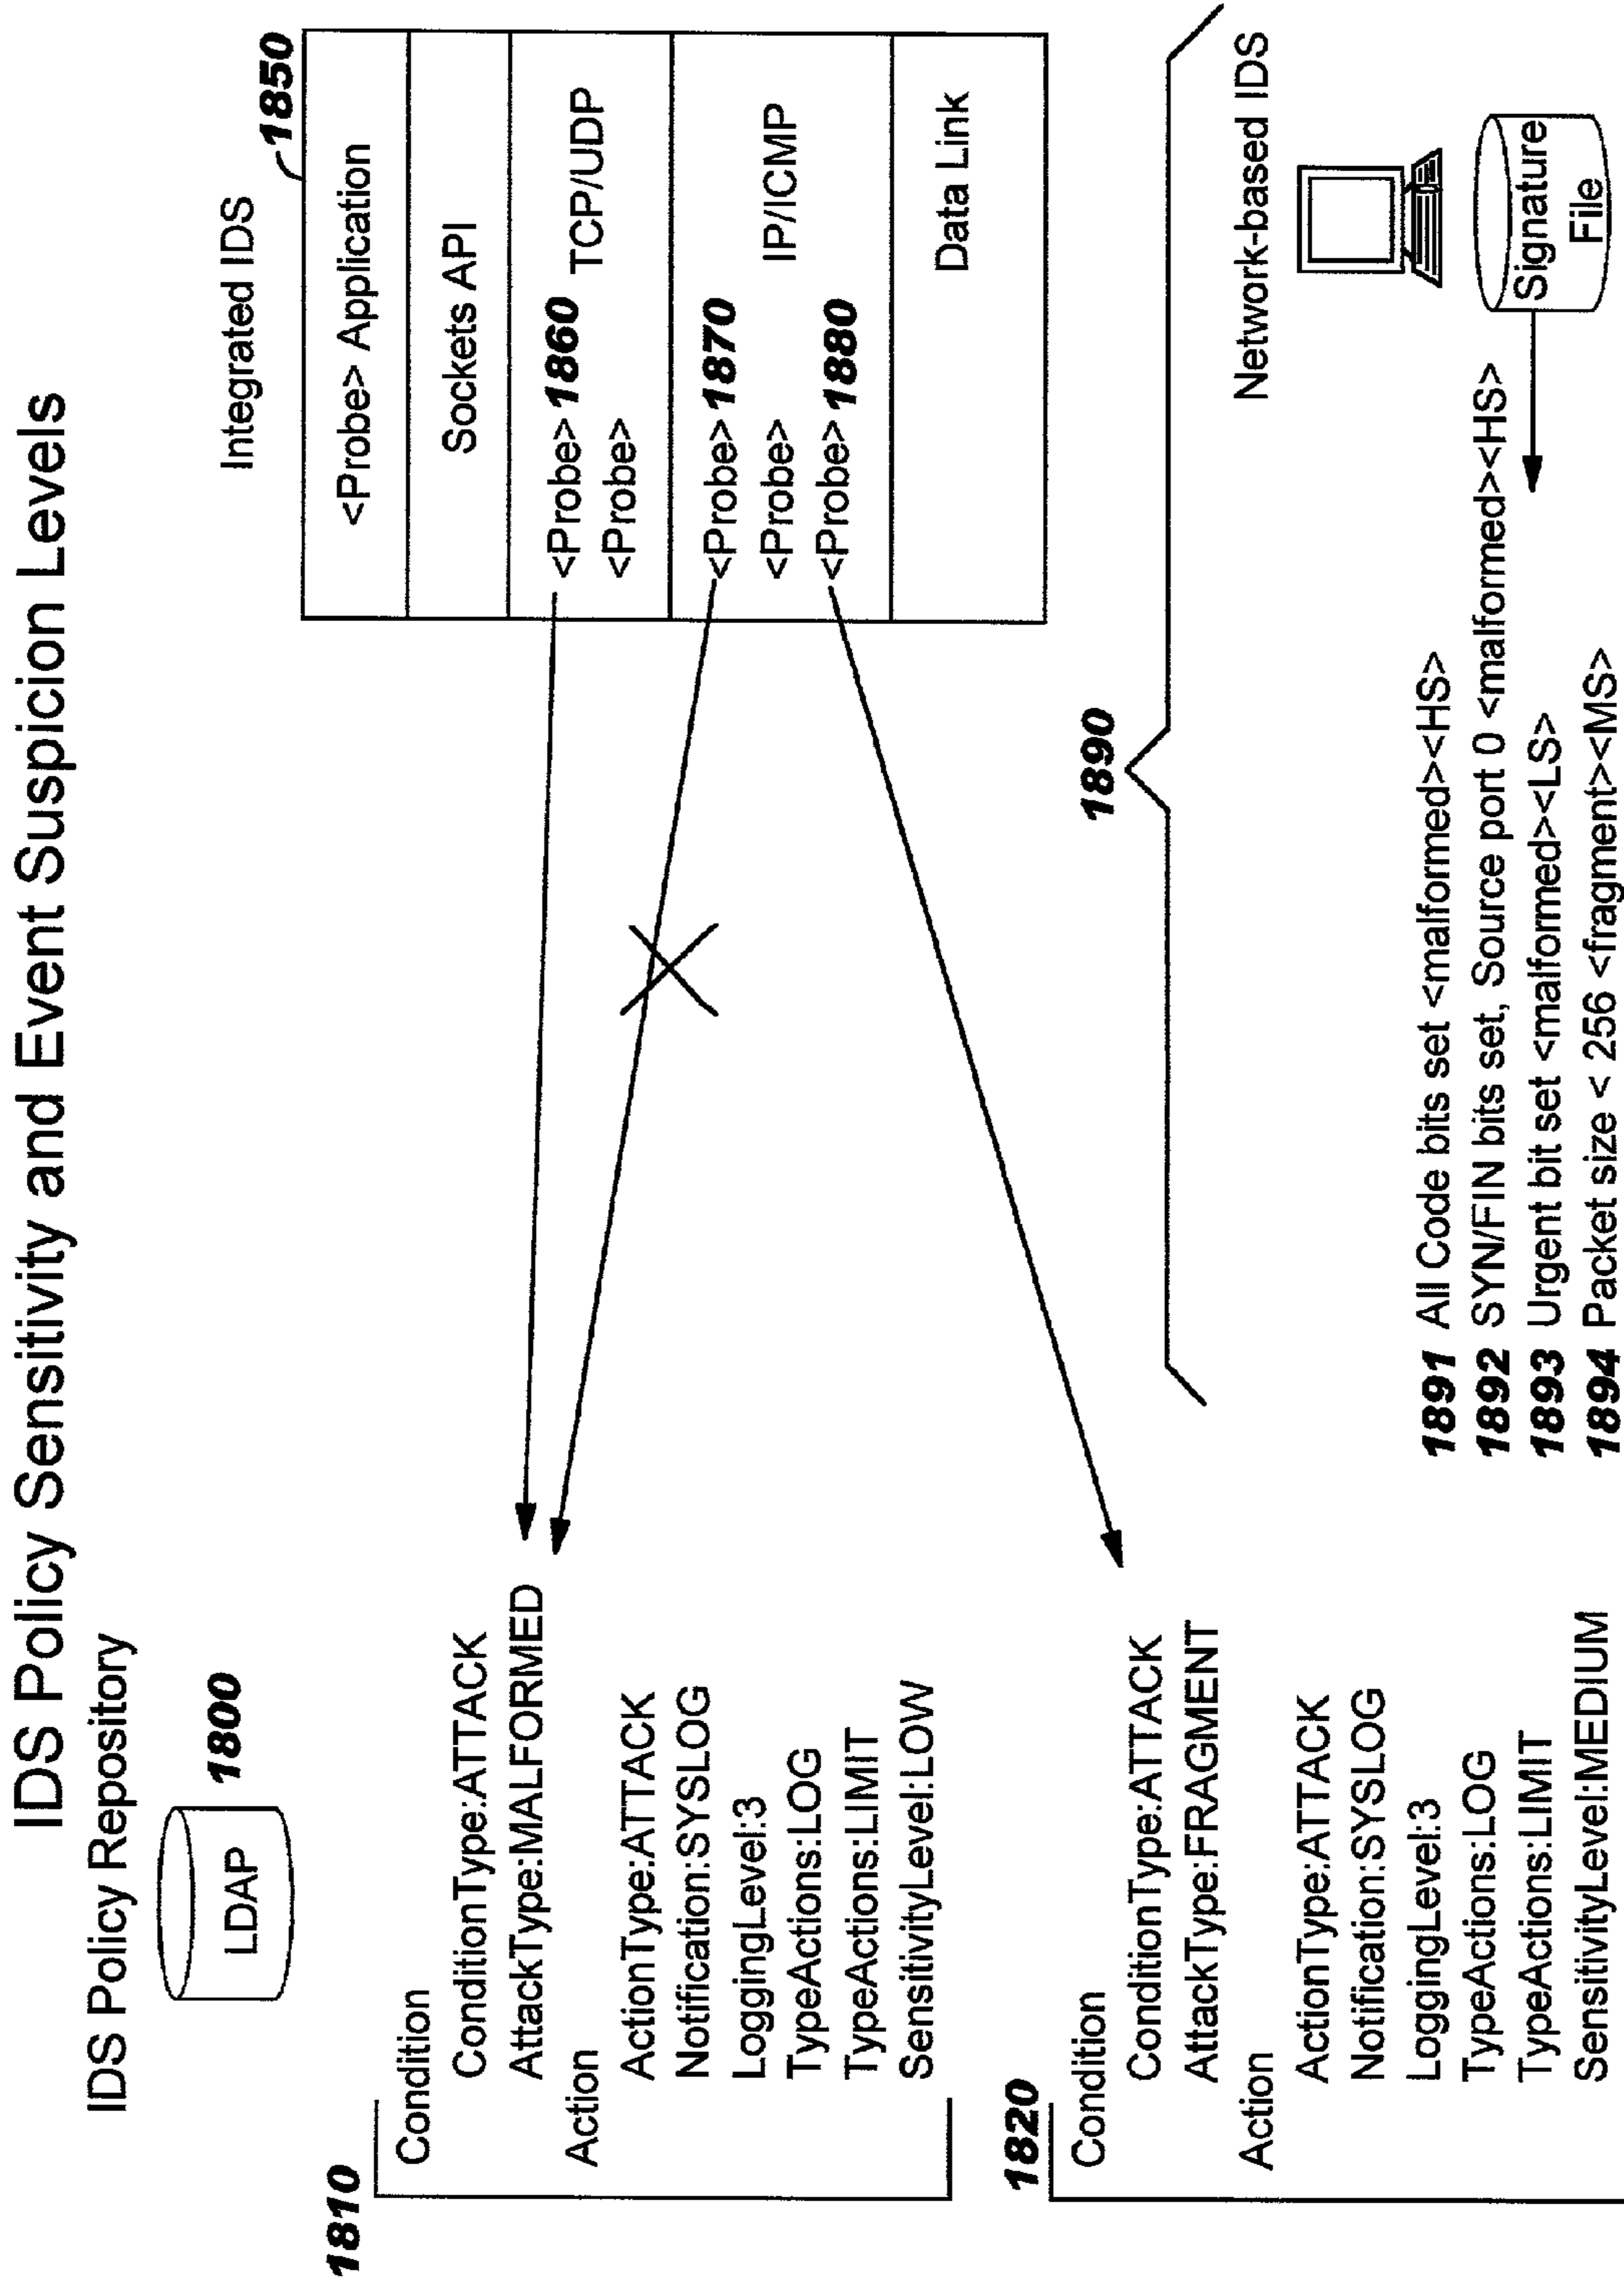 IDS Policy Sensitivity and Event Suspicion Levels
IDS Policy Repository
LDAP
1800
1810
Condition
ConditionType:ATTACK
AttackType:MALFORMED
Action
ActionType:ATTACK
Notification:SYSLOG
LoggingLevel:3
TypeActions:LOG
TypeActions:LIMIT
SensitivityLevel:LOW
1820
Condition
ConditionType:ATTACK
AttackType:FRAGMENT
Action
ActionType:ATTACK
Notification:SYSLOG
LoggingLevel:3
TypeActions:LOG
TypeActions:LIMIT
SensitivityLevel:MEDIUM
Integrated IDS
1850
<Probe> Application
Sockets API
<Probe> 1860 TCP/UDP
<Probe>
<Probe> 1870
<Probe> IP/ICMP
<Probe> 1880
Data Link
1890
Network-based IDS
1891 All Code bits set <malformed><HS>
1892 SYN/FIN bits set, Source port 0 <malformed><HS>
1893 Urgent bit set <malformed><LS>
1894 Packet size < 256 <fragment><MS>
Signature
File